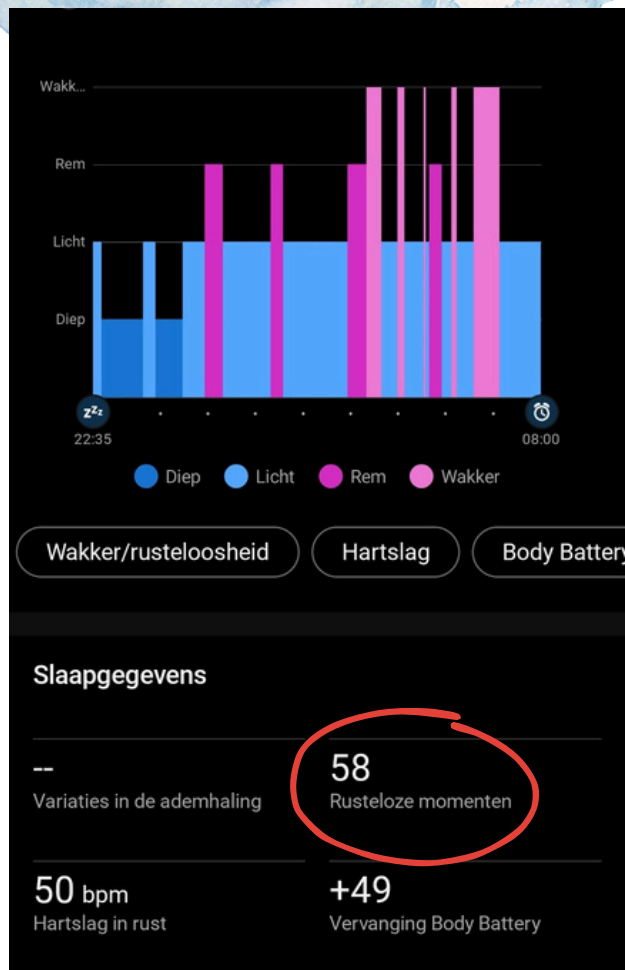 Wakk...
Rem
Licht
Diep
zzz
22:35
08:00
Diep Licht Rem Wakker
Wakker/rusteloosheid Hartslag Body Battery
Slaapgegevens
--
Variaties in de ademhaling
58
Rusteloze momenten
50 bpm
Hartslag in rust
+49
Vervanging Body Battery